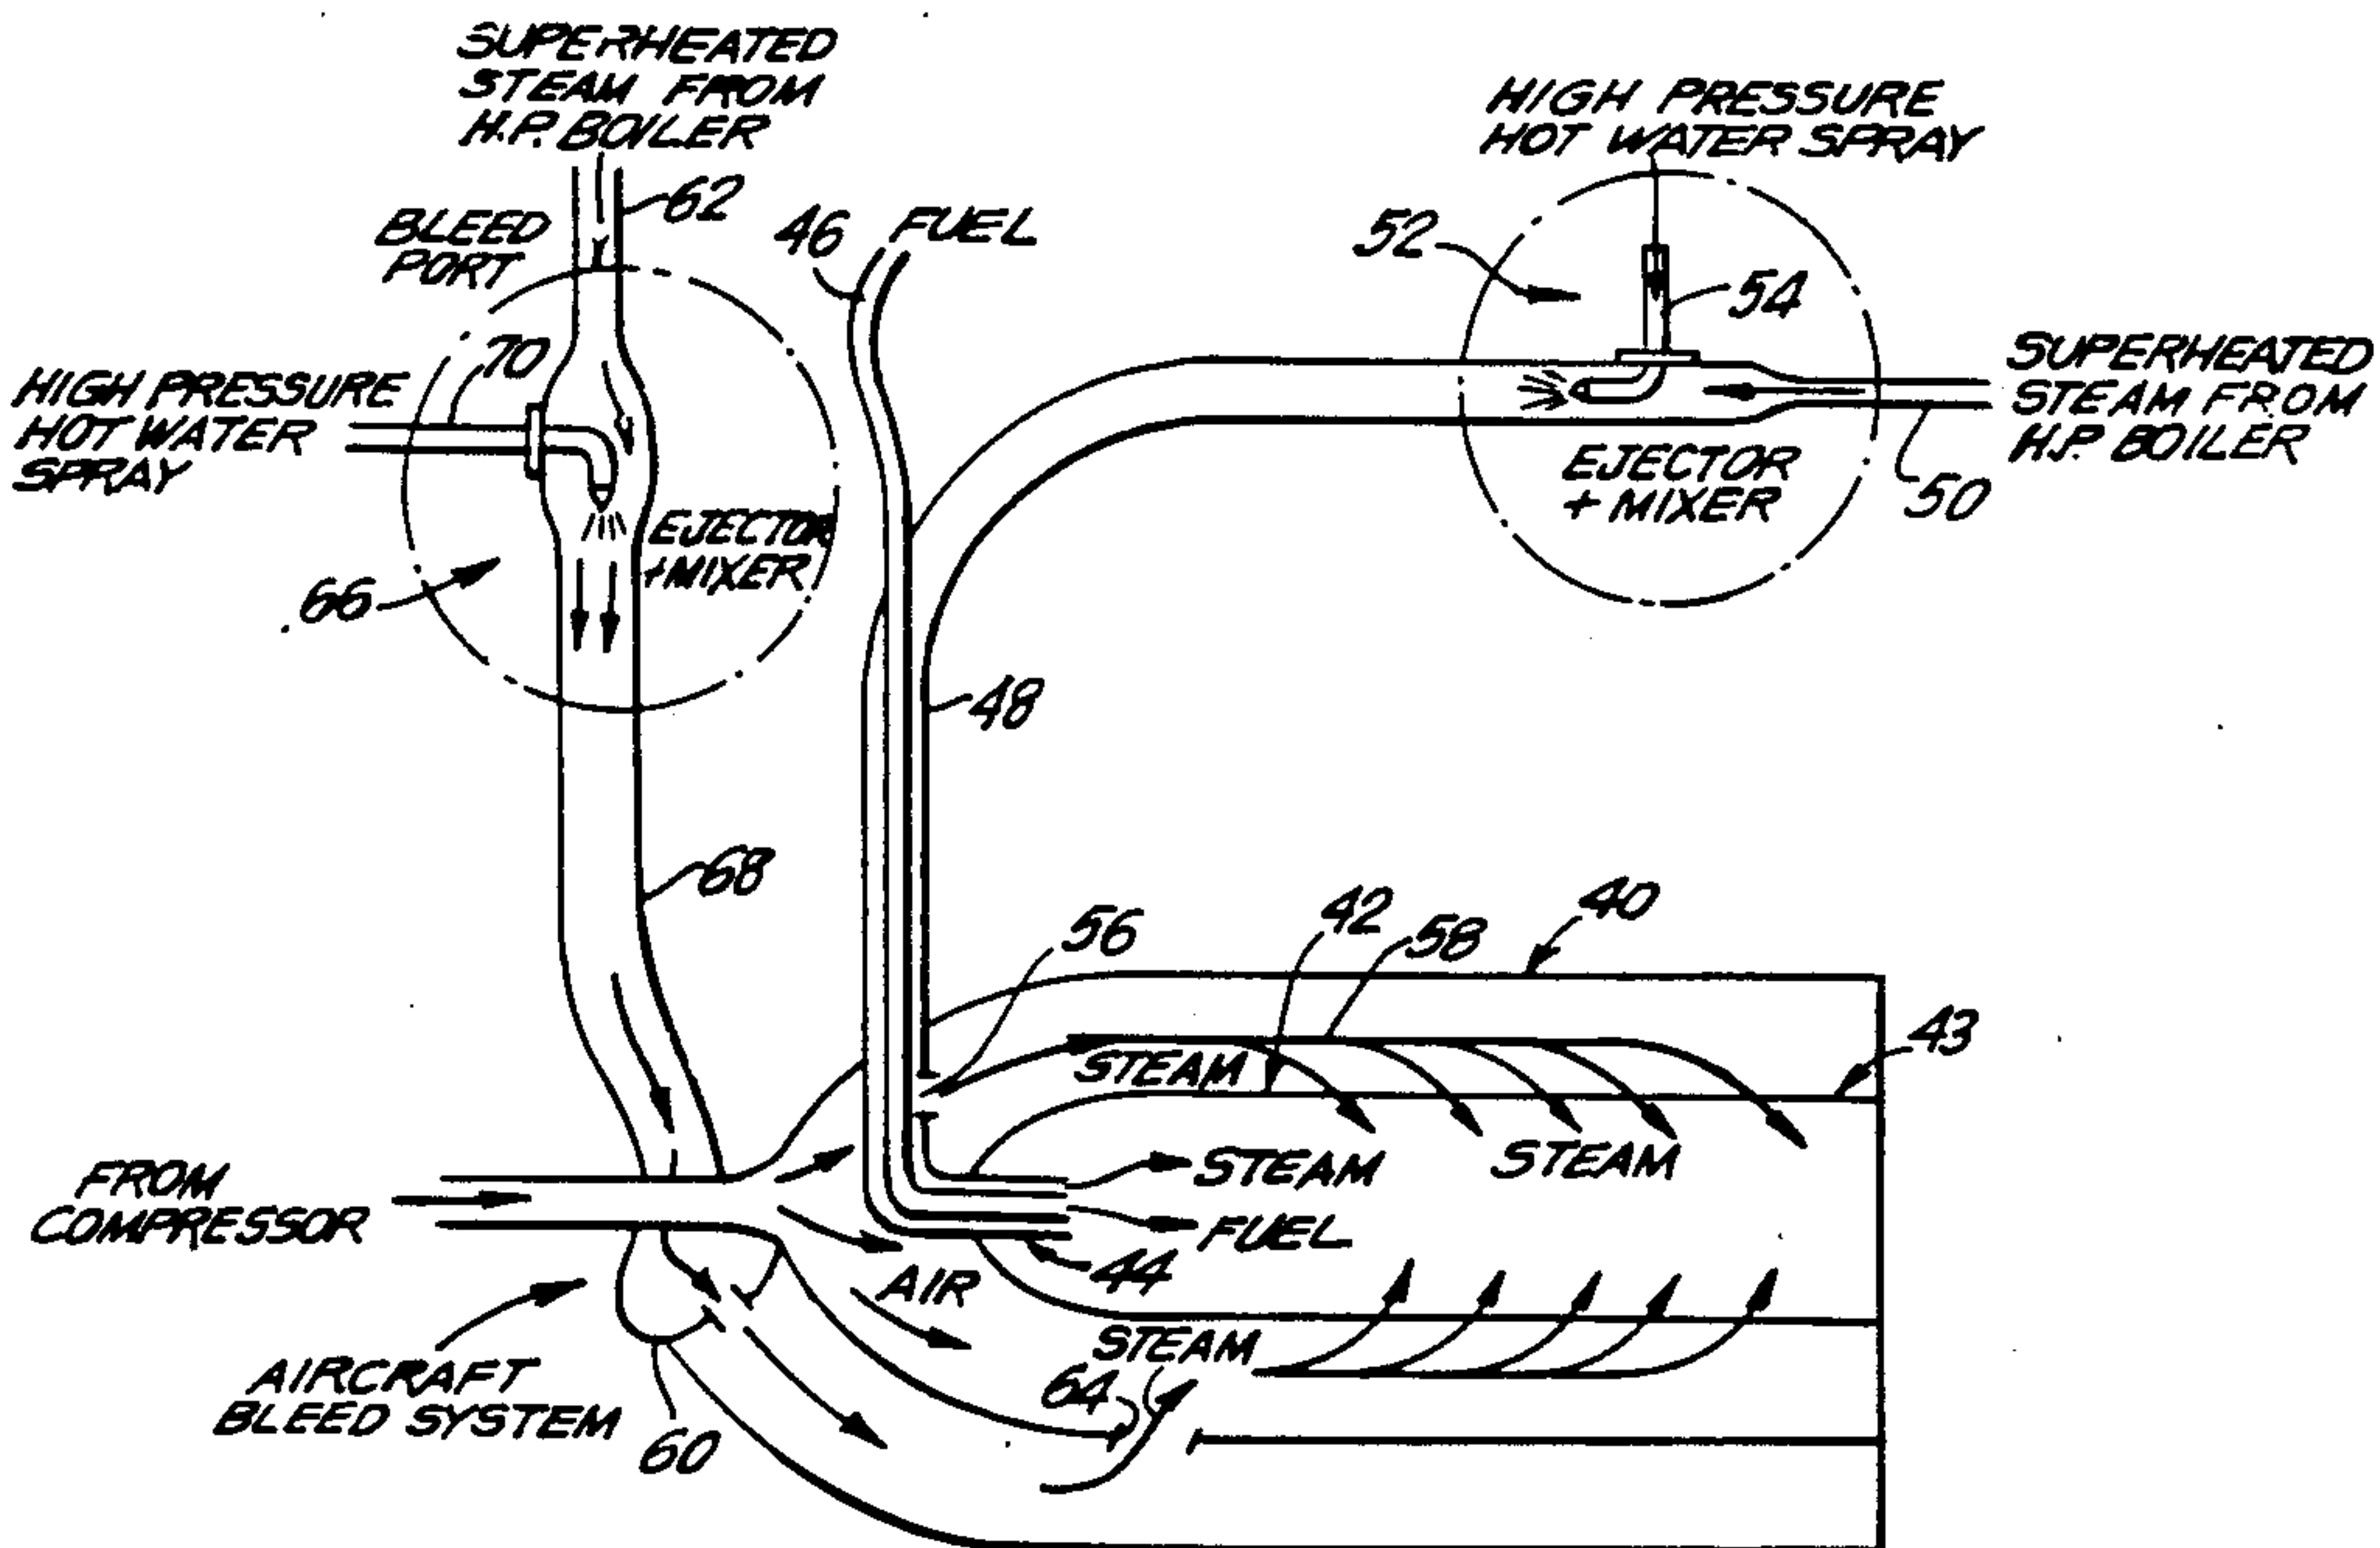 SUPERHEATED
STEAM FROM
H.P. BOILER
HIGH PRESSURE
HOT WATER SPRAY
62
BLEED
PORT
46
FUEL
52
54
70
HIGH PRESSURE
HOT WATER
SPRAY
SUPERHEATED
STEAM FROM
H.P. BOILER
EJECTOR
+ MIXER
50
EJECTOR
+MIXER
66
48
68
56
42
58
40
43
STEAM
STEAM
STEAM
FROM
COMPRESSOR
FUEL
44
AIR
STEAM
64
AIRCRAFT
BLEED SYSTEM
60